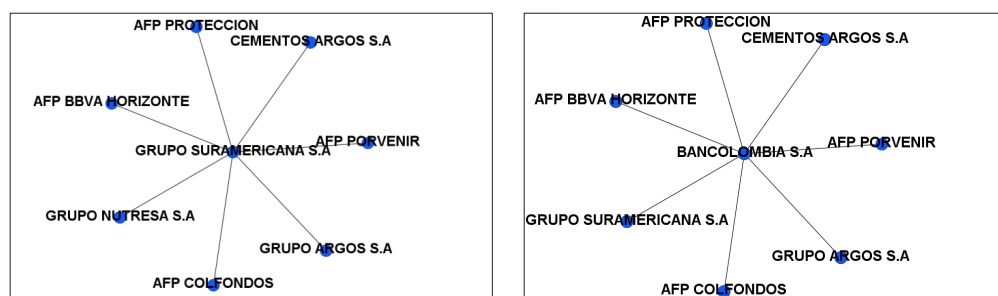 AFP PROTECCION
CEMENTOS ARGOS S.A
AFP BBVA HORIZONTE
AFP PORVENIR
GRUPO SURAMERICANA S.A
GRUPO NUTRESA S.A
GRUPO ARGOS S.A
AFP COLFONDOS
AFP PROTECCION
CEMENTOS ARGOS S.A
AFP BBVA HORIZONTE
AFP PORVENIR
BANCOLOMBIA S.A
GRUPO SURAMERICANA S.A
GRUPO ARGOS S.A
AFP COLFONDOS